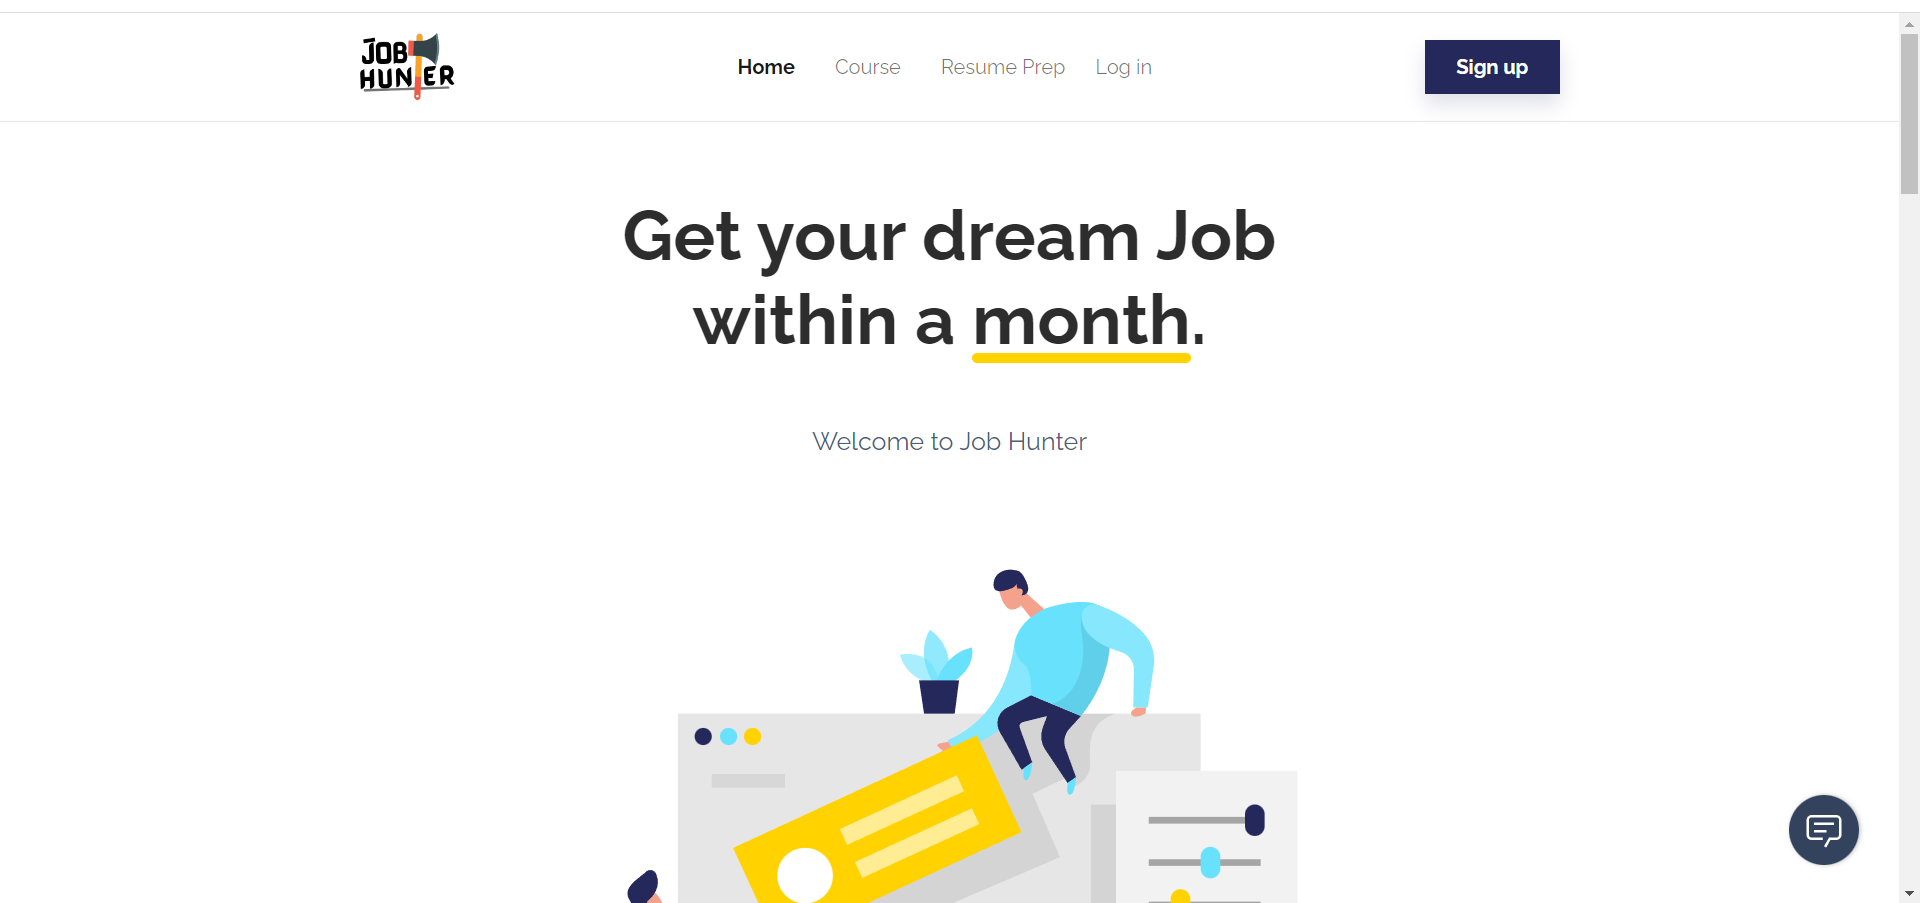 JOB
HUNTER
Home
Course
Resume Prep
Log in
Sign up
Get your dream Job
within a month.
Welcome to Job Hunter